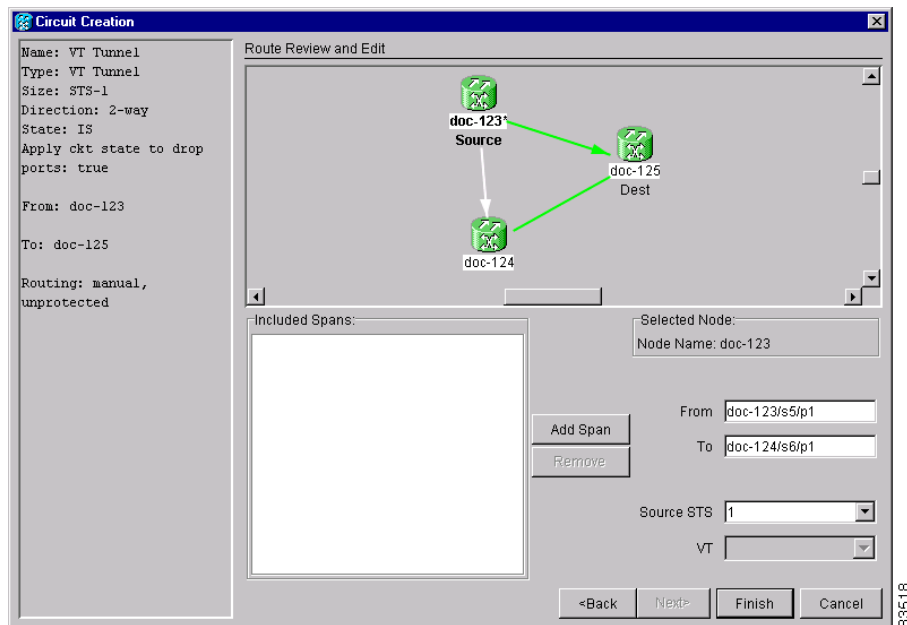 Circuit Creation
Name: VT Tunnel
Type: VT Tunnel
Size: STS-1
Direction: 2-way
State: IS
Apply ckt state to drop
ports: true
From: doc-123
To: doc-125
Routing: manual,
unprotected
Route Review and Edit
doc-123*
Source
doc-125
Dest
doc-124
Included Spans:
Selected Node:
Node Name: doc-123
Add Span
Remove
From doc-123/s5/p1
To doc-124/s6/p1
Source STS 1
VT
<Back Next> Finish Cancel
83518